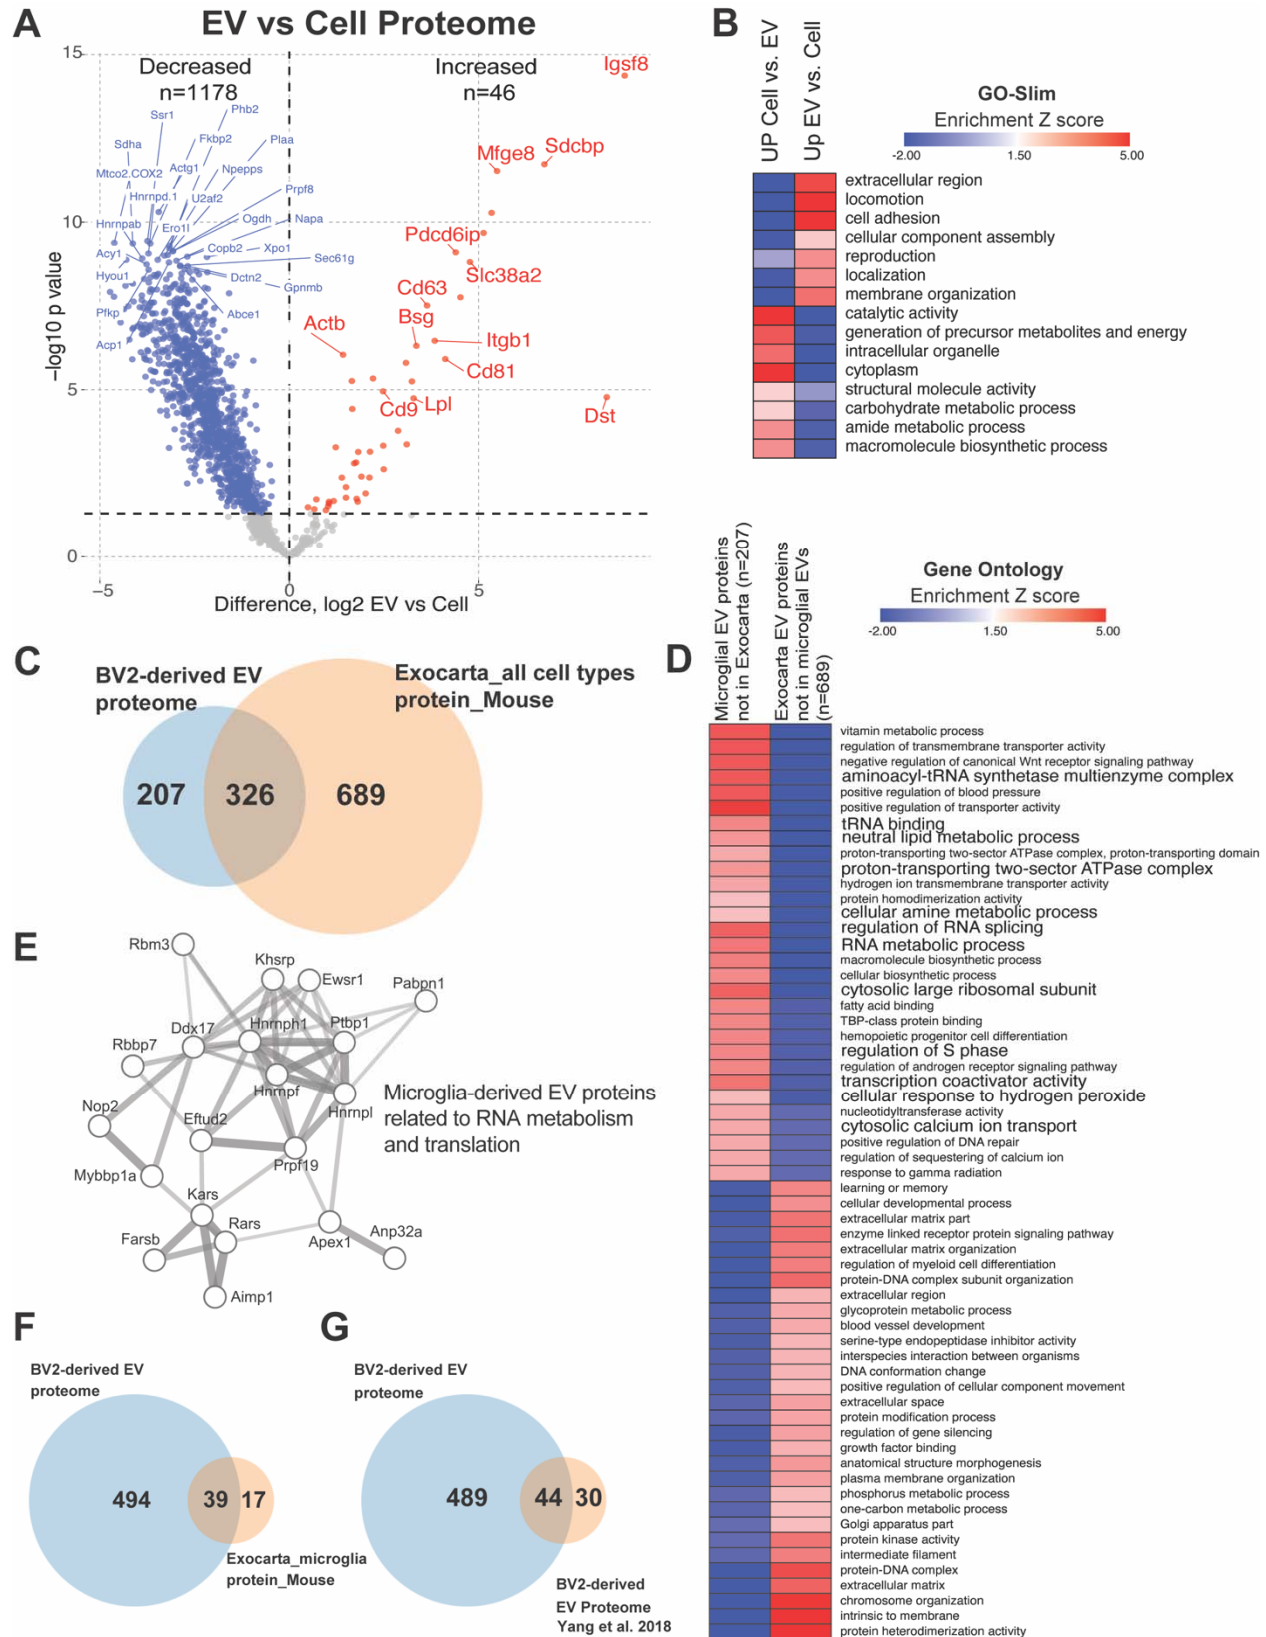 A
EV vs Cell Proteome
Decreased
n=1178
Increased
n=46
15
10
5
0
−5
0
5
−log10 p value
Difference, log2 EV vs Cell
Igsf8
Sdcbp
Mfge8
Pdcd6ip
Slc38a2
Cd63
Bsg
Itgb1
Actb
Cd81
Cd9
Lpl
Dst
Phb2
Ssr1
Fkbp2
Plaa
Sdha
Actg1
Npepps
Mtco2.COX2
Prpf8
Hnrnpd.1
U2af2
Ogdh
Napa
Hnrnpab
Ero1l
Copb2
Xpo1
Acy1
Sec61g
Hyou1
Dctn2
Gpnmb
Pfkp
Abce1
Acp1
B
UP Cell vs. EV
Up EV vs. Cell
GO-Slim
Enrichment Z score
-2.00
1.50
5.00
extracellular region
locomotion
cell adhesion
cellular component assembly
reproduction
localization
membrane organization
catalytic activity
generation of precursor metabolites and energy
intracellular organelle
cytoplasm
structural molecule activity
carbohydrate metabolic process
amide metabolic process
macromolecule biosynthetic process
C
BV2-derived EV
proteome
Exocarta_all cell types
protein_Mouse
207
326
689
D
Microglial EV proteins
not in Exocarta (n=207)
Exocarta EV proteins
not in microglial EVs
(n=689)
Gene Ontology
Enrichment Z score
-2.00
1.50
5.00
vitamin metabolic process
regulation of transmembrane transporter activity
negative regulation of canonical Wnt receptor signaling pathway
aminoacyl-tRNA synthetase multienzyme complex
positive regulation of blood pressure
positive regulation of transporter activity
tRNA binding
neutral lipid metabolic process
proton-transporting two-sector ATPase complex, proton-transporting domain
proton-transporting two-sector ATPase complex
hydrogen ion transmembrane transporter activity
protein homodimerization activity
cellular amine metabolic process
regulation of RNA splicing
RNA metabolic process
macromolecule biosynthetic process
cellular biosynthetic process
cytosolic large ribosomal subunit
fatty acid binding
TBP-class protein binding
hemopoietic progenitor cell differentiation
regulation of S phase
regulation of androgen receptor signaling pathway
transcription coactivator activity
cellular response to hydrogen peroxide
nucleotidyltransferase activity
cytosolic calcium ion transport
positive regulation of DNA repair
regulation of sequestering of calcium ion
response to gamma radiation
learning or memory
cellular developmental process
extracellular matrix part
enzyme linked receptor protein signaling pathway
extracellular matrix organization
regulation of myeloid cell differentiation
protein-DNA complex subunit organization
extracellular region
glycoprotein metabolic process
blood vessel development
serine-type endopeptidase inhibitor activity
interspecies interaction between organisms
DNA conformation change
positive regulation of cellular component movement
extracellular space
protein modification process
regulation of gene silencing
growth factor binding
anatomical structure morphogenesis
plasma membrane organization
phosphorus metabolic process
one-carbon metabolic process
Golgi apparatus part
protein kinase activity
intermediate filament
protein-DNA complex
extracellular matrix
chromosome organization
intrinsic to membrane
protein heterodimerization activity
E
Rbm3
Khsrp
Ewsr1
Pabpn1
Ddx17
Hnrnph1
Ptbp1
Rbbp7
Hnrnpf
Hnrnpl
Nop2
Eftud2
Prpf19
Mybbp1a
Kars
Rars
Farsb
Apex1
Anp32a
Aimp1
Microglia-derived EV proteins
related to RNA metabolism
and translation
F
BV2-derived EV
proteome
494
39
17
Exocarta_microglia
protein_Mouse
G
BV2-derived EV
proteome
489
44
30
BV2-derived
EV Proteome
Yang et al. 2018